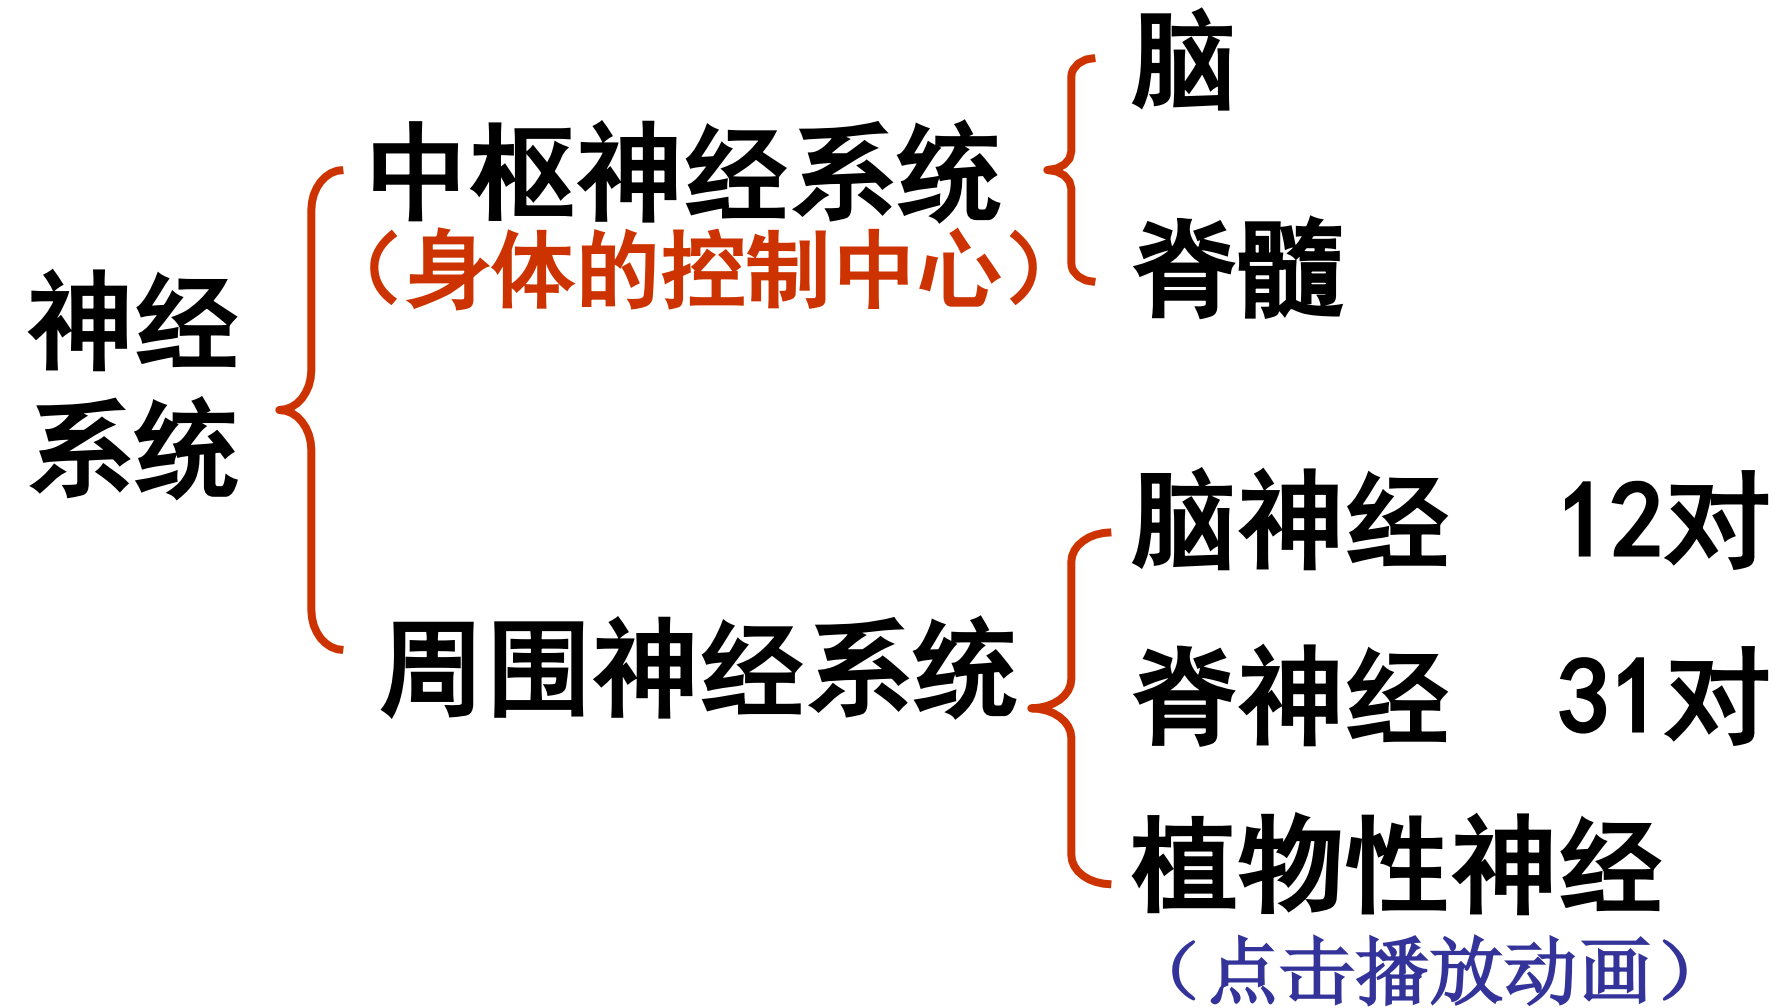 神经
系统
中枢神经系统
（身体的控制中心）
脑
脊髓
周围神经系统
脑神经 12对
脊神经 31对
植物性神经
（点击播放动画）